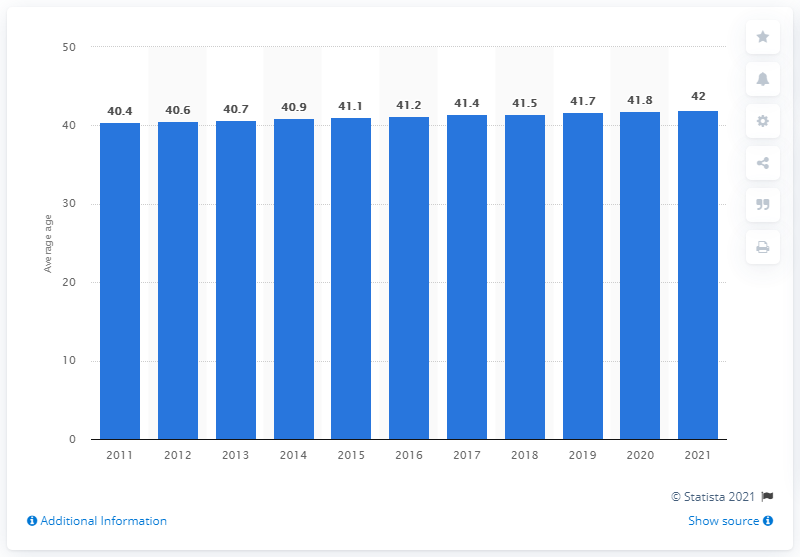 50
40
30
20
10
0
Average age
40.4 40.6 40.7 40.9 41.1 41.2 41.4 41.5 41.7 41.8 42
2011 2012 2013 2014 2015 2016 2017 2018 2019 2020 2021
© Statista 2021
Additional Information
Show source